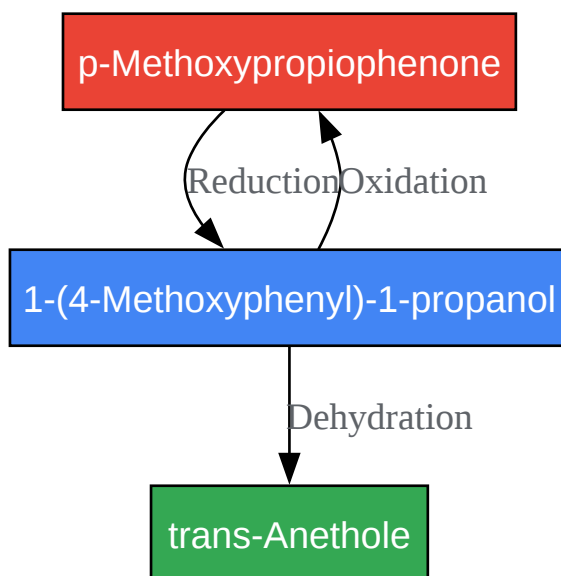 p-Methoxypropiophenone
Reduction
Oxidation
1-(4-Methoxyphenyl)-1-propanol
Dehydration
trans-Anethole